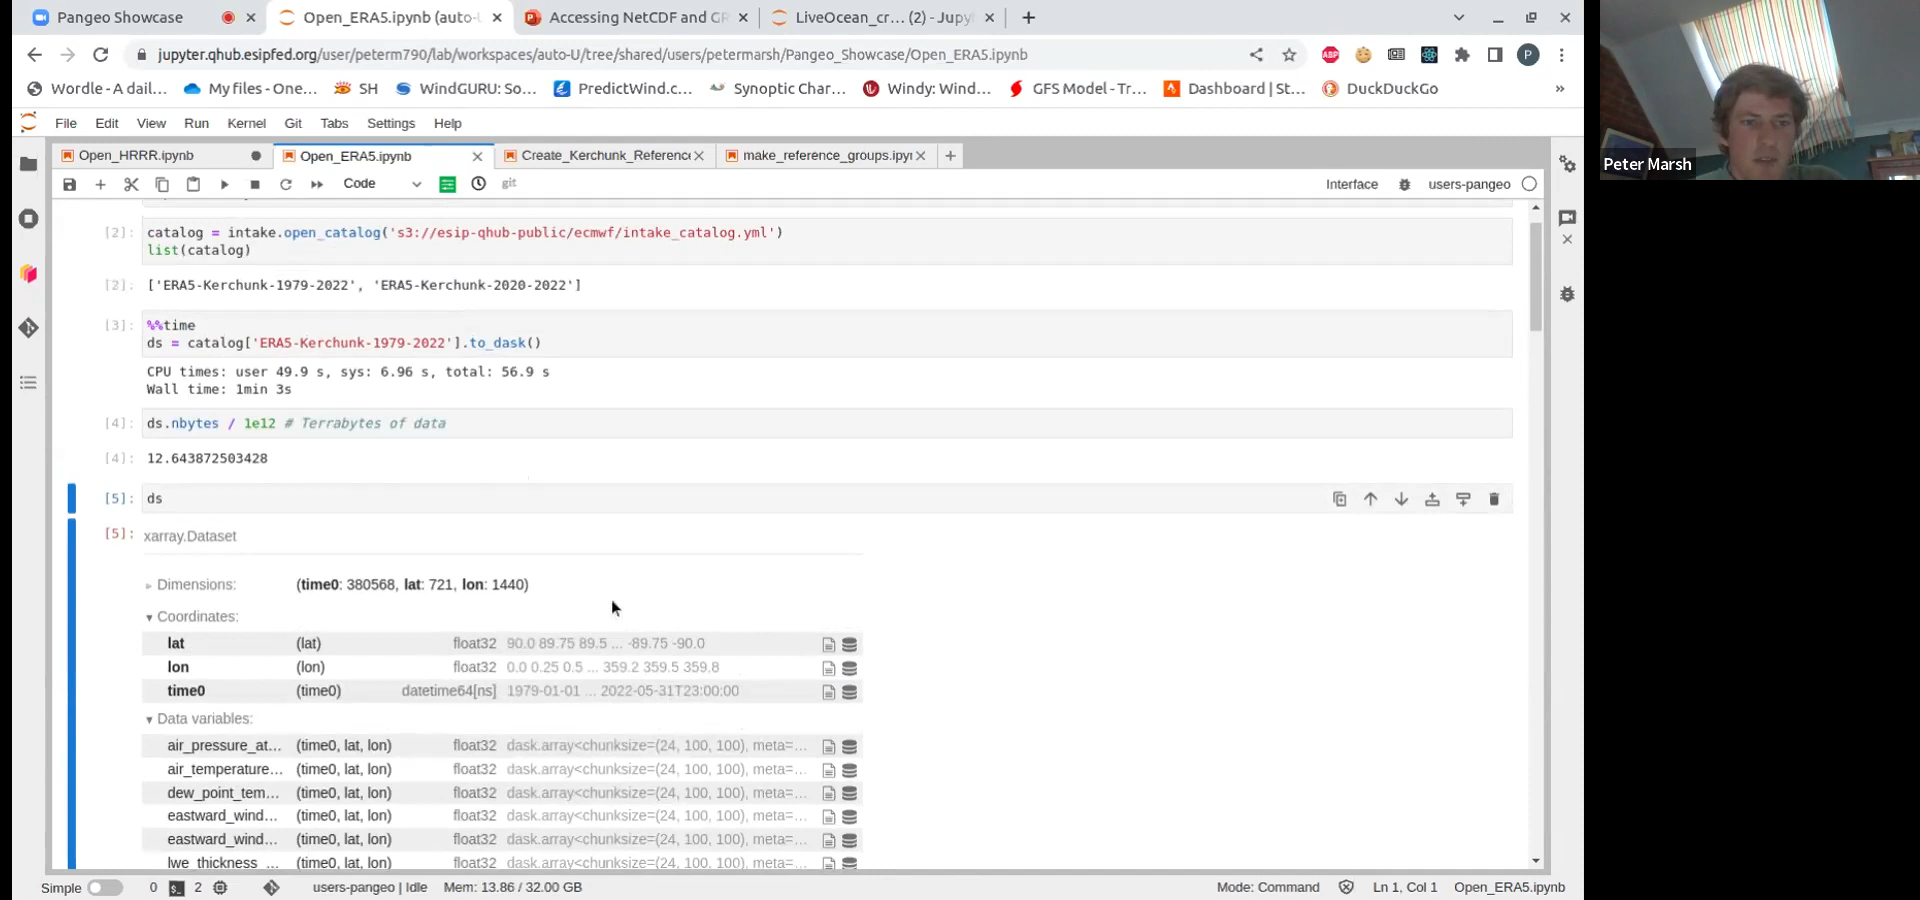 Pangeo Showcase
Open_ERA5.ipynb (auto-
Accessing NetCDF and GR
LiveOcean_cr… (2) - Jupy
jupyter.qhub.esipfed.org/user/peterm790/lab/workspaces/auto-U/tree/shared/users/petermarsh/Pangeo_Showcase/Open_ERA5.ipynb
ABP
P
Wordle - A dail...
My files - One...
SH
WindGURU: So...
PredictWind.c...
Synoptic Char...
Windy: Wind...
GFS Model - Tr...
Dashboard | St...
DuckDuckGo
»
File Edit View Run Kernel Git Tabs Settings Help
Open_HRRR.ipynb
Open_ERA5.ipynb
Create_Kerchunk_Reference
make_reference_groups.ipyn
Code
git
Interface
users-pangeo
[2]: catalog = intake.open_catalog('s3://esip-qhub-public/ecmwf/intake_catalog.yml')
list(catalog)
[2]: ['ERA5-Kerchunk-1979-2022', 'ERA5-Kerchunk-2020-2022']
[3]: %%time
ds = catalog['ERA5-Kerchunk-1979-2022'].to_dask()
CPU times: user 49.9 s, sys: 6.96 s, total: 56.9 s
Wall time: 1min 3s
[4]: ds.nbytes / 1e12 # Terrabytes of data
[4]: 12.643872503428
[5]: ds
[5]: xarray.Dataset
Dimensions: (time0: 380568, lat: 721, lon: 1440)
Coordinates:
lat (lat) float32 90.0 89.75 89.5 ... -89.75 -90.0
lon (lon) float32 0.0 0.25 0.5 ... 359.2 359.5 359.8
time0 (time0) datetime64[ns] 1979-01-01 ... 2022-05-31T23:00:00
Data variables:
air_pressure_at... (time0, lat, lon) float32 dask.array<chunksize=(24, 100, 100), meta=...
air_temperature... (time0, lat, lon) float32 dask.array<chunksize=(24, 100, 100), meta=...
dew_point_tem... (time0, lat, lon) float32 dask.array<chunksize=(24, 100, 100), meta=...
eastward_wind... (time0, lat, lon) float32 dask.array<chunksize=(24, 100, 100), meta=...
eastward_wind... (time0, lat, lon) float32 dask.array<chunksize=(24, 100, 100), meta=...
lwe_thickness_... (time0, lat, lon) float32 dask.array<chunksize=(24, 100, 100), meta=...
Simple 0 2 users-pangeo | Idle Mem: 13.86 / 32.00 GB
Mode: Command Ln 1, Col 1 Open_ERA5.ipynb
Peter Marsh